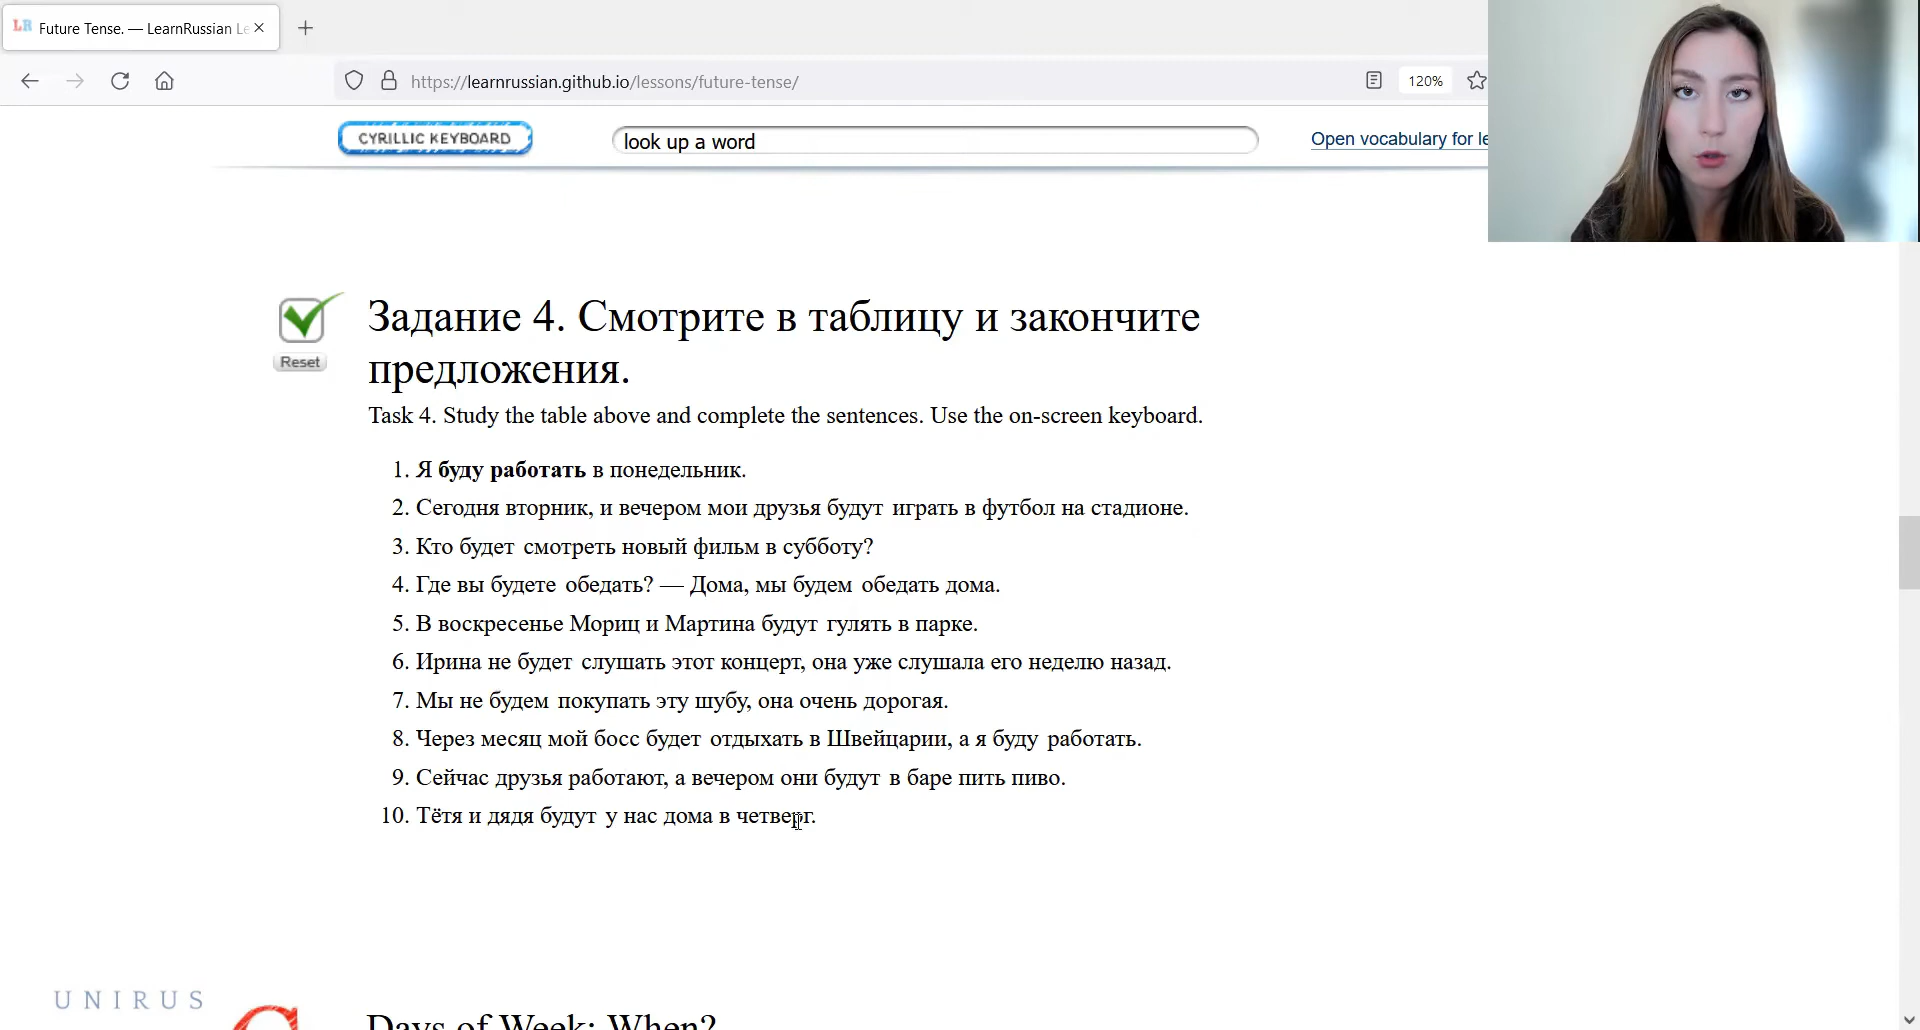 LR Future Tense. — LearnRussian Le
https://learnrussian.github.io/lessons/future-tense/
120%
CYRILLIC KEYBOARD
look up a word
Open vocabulary for le
Задание 4. Смотрите в таблицу и закончите
предложения.
Reset
Task 4. Study the table above and complete the sentences. Use the on-screen keyboard.
1. Я буду работать в понедельник.
2. Сегодня вторник, и вечером мои друзья будут играть в футбол на стадионе.
3. Кто будет смотреть новый фильм в субботу?
4. Где вы будете обедать? — Дома, мы будем обедать дома.
5. В воскресенье Мориц и Мартина будут гулять в парке.
6. Ирина не будет слушать этот концерт, она уже слушала его неделю назад.
7. Мы не будем покупать эту шубу, она очень дорогая.
8. Через месяц мой босс будет отдыхать в Швейцарии, а я буду работать.
9. Сейчас друзья работают, а вечером они будут в баре пить пиво.
10. Тётя и дядя будут у нас дома в четверг.
UNIRUS
Days of Week: When?